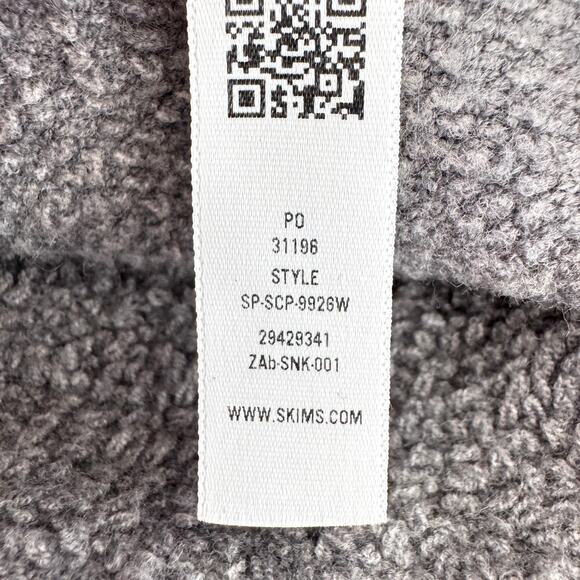 PO
31196
STYLE
SP-SCP-9926W
29429341
ZAb-SNK-001
WWW.SKIMS.COM